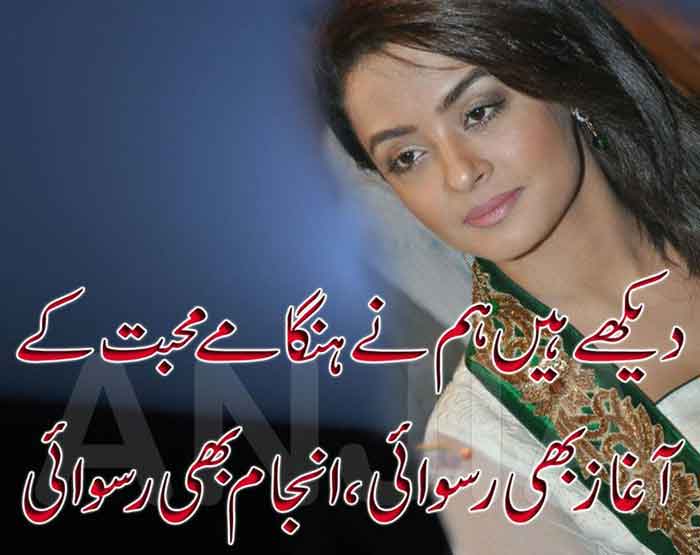 دیکھے ہیں ہم نے ہنگامے محبت کے
آغاز بھی رسوائی ، انجام بھی رسوائی